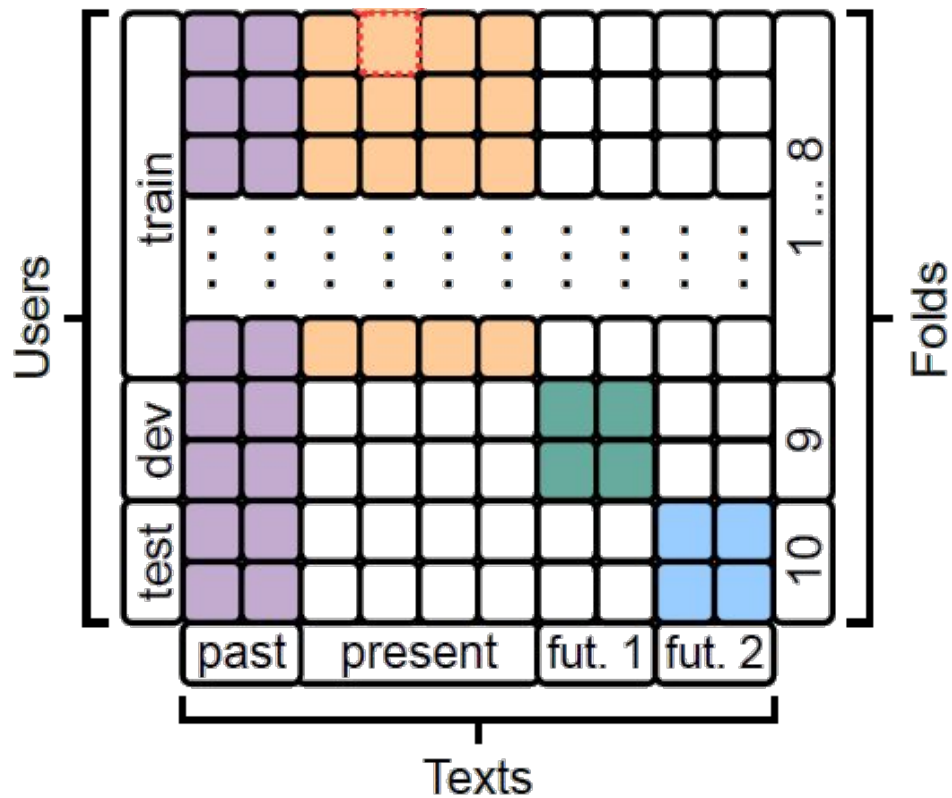 Users
train
dev
test
1 ... 8
9
10
Folds
past present fut. 1 fut. 2
Texts